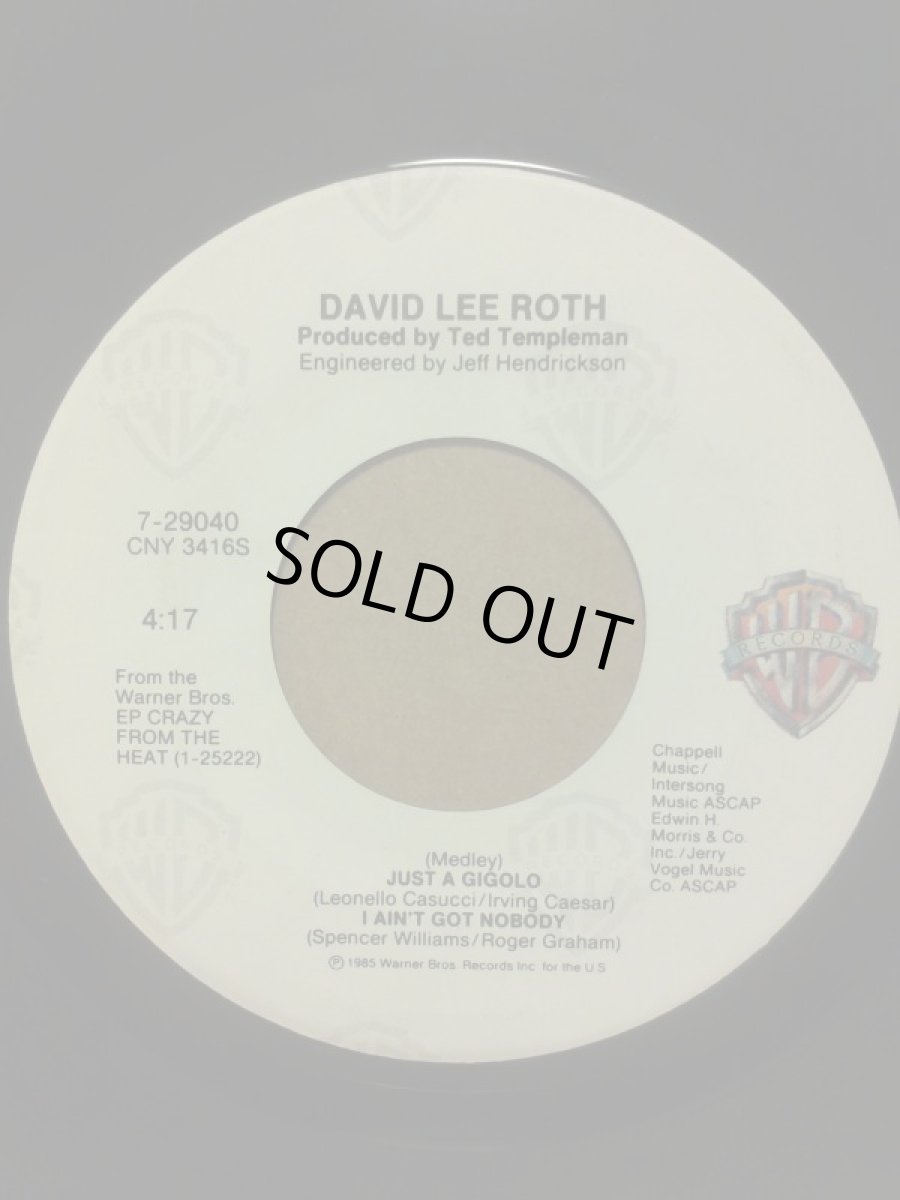 DAVID LEE ROTH
Produced by Ted Templeman
Engineered by Jeff Hendrickson
7-29040
CNY 3416S
4:17
From the
Warner Bros.
EP CRAZY
FROM THE
HEAT (1-25222)
SOLD OUT
RECORDS
Chappell
Music/
Intersong
Music ASCAP
Edwin H.
Morris & Co.
Inc./Jerry
Vogel Music
Co. ASCAP
(Medley)
JUST A GIGOLO
(Leonello Casucci/Irving Caesar)
I AIN'T GOT NOBODY
(Spencer Williams/Roger Graham)
℗ 1985 Warner Bros. Records Inc. for the U S